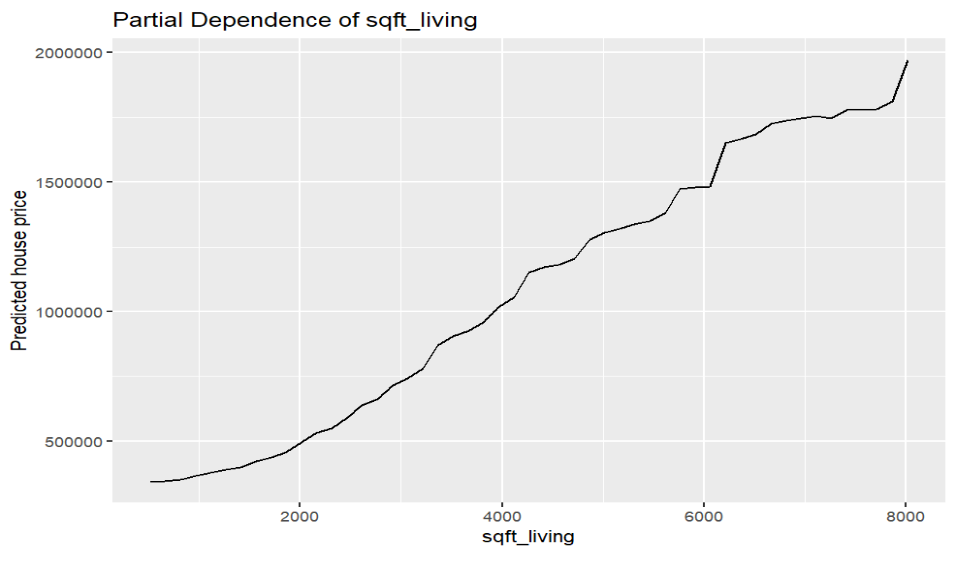 Partial Dependence of sqft_living
2000000
1500000
1000000
500000
Predicted house price
2000 4000 6000 8000
sqft_living